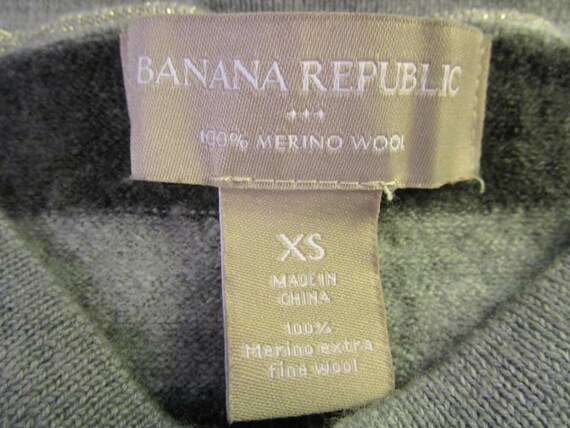 BANANA REPUBLIC
+++
100% MERINO WOOL
XS
MADE IN
CHINA
100%
Merino extra
fine wool